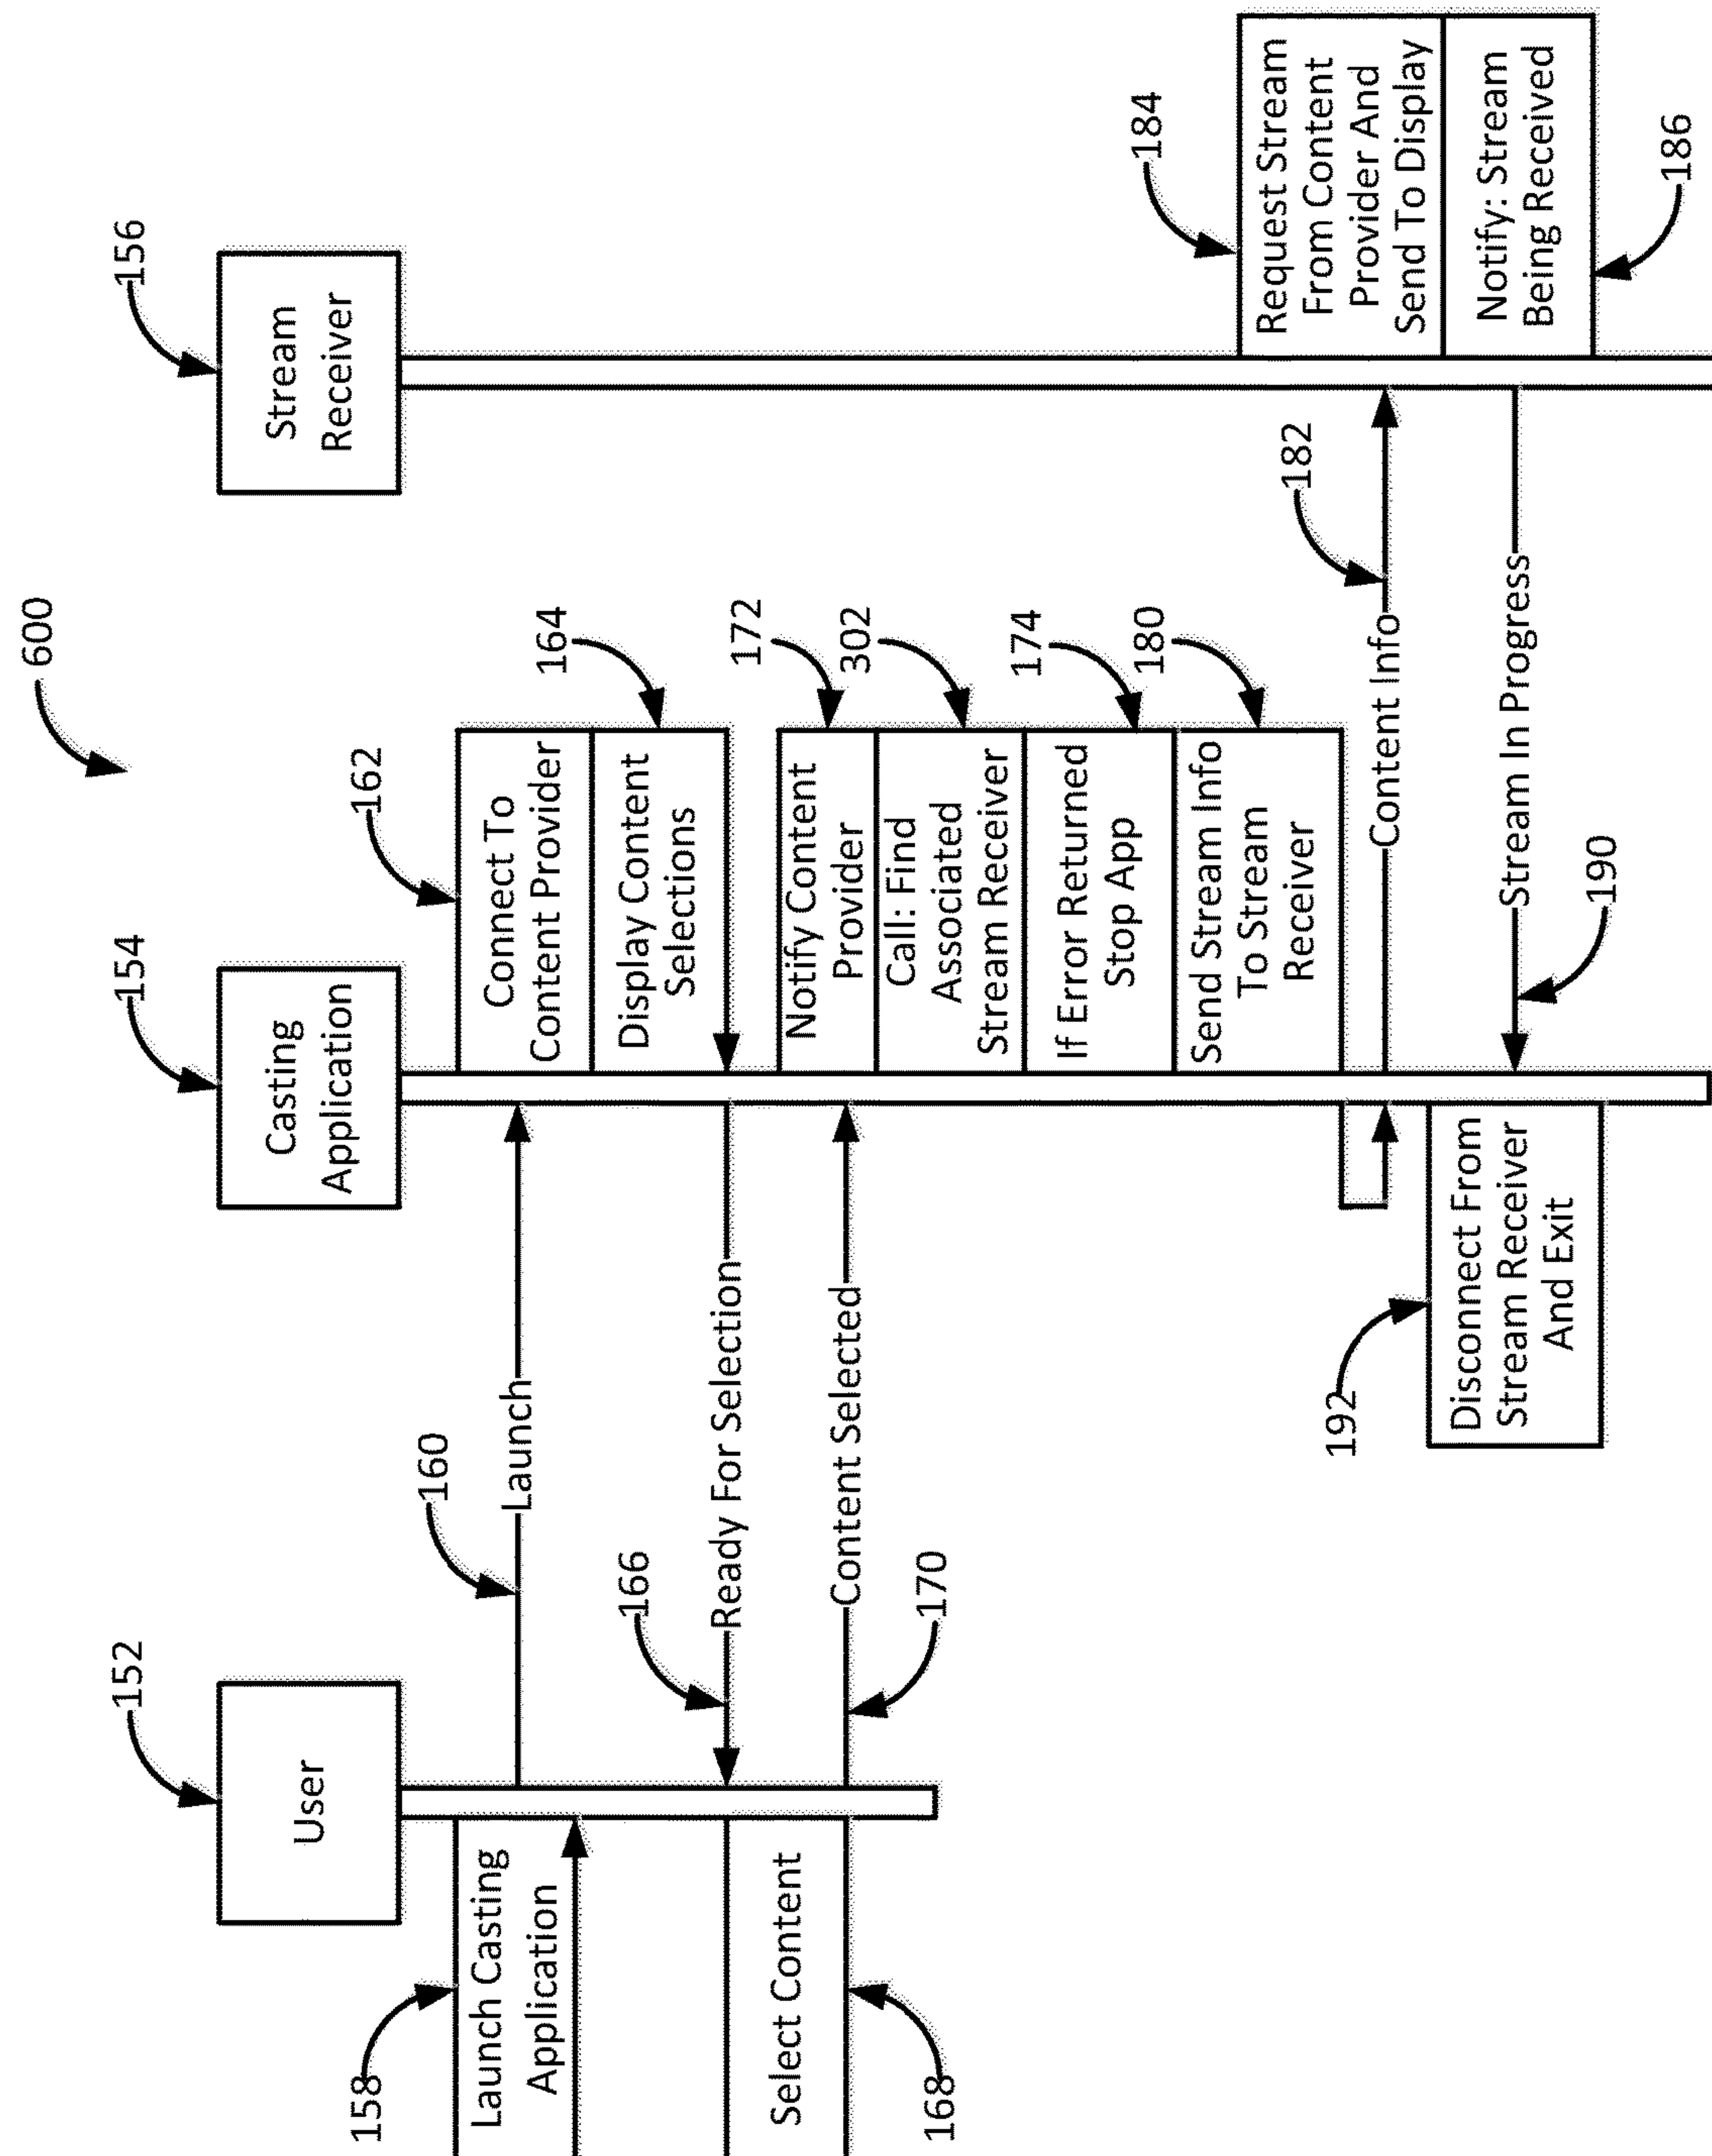 600
152
User
154
Casting
Application
156
Stream
Receiver
158
Launch Casting
Application
160
Launch
162
Connect To
Content Provider
164
Display Content
Selections
166
Ready For Selection
168
Select Content
170
Content Selected
172
Notify Content
Provider
302
Call: Find
Associated
Stream Receiver
174
If Error Returned
Stop App
180
Send Stream Info
To Stream
Receiver
182
Content Info
184
Request Stream
From Content
Provider And
Send To Display
186
Notify: Stream
Being Received
190
Stream In Progress
192
Disconnect From
Stream Receiver
And Exit